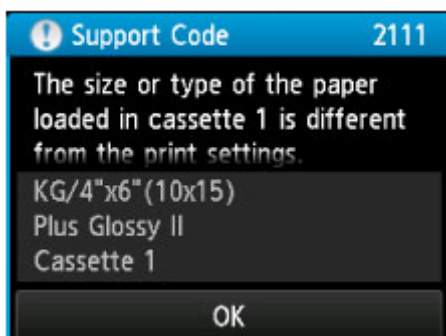 Support Code 2111
The size or type of the paper
loaded in cassette 1 is different
from the print settings.
KG/4"x6"(10x15)
Plus Glossy II
Cassette 1
OK